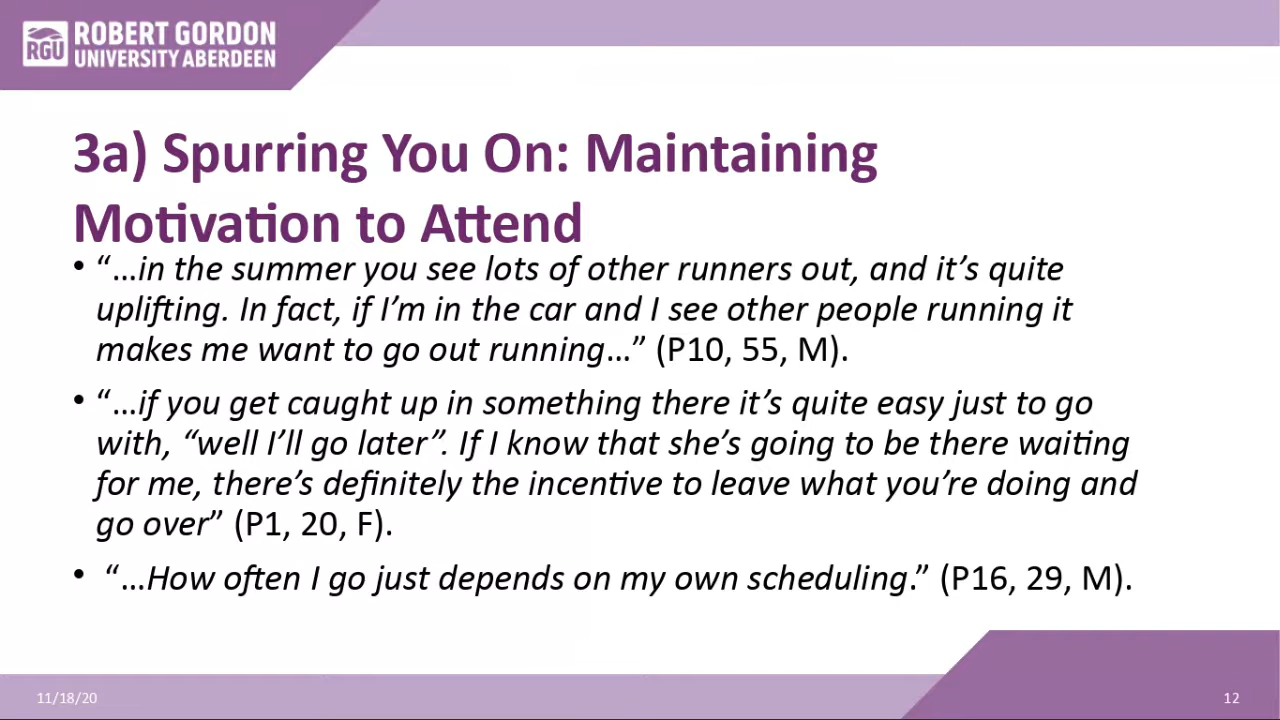 RGU
ROBERT GORDON
UNIVERSITY ABERDEEN
3a) Spurring You On: Maintaining
Motivation to Attend
• “…in the summer you see lots of other runners out, and it’s quite
uplifting. In fact, if I’m in the car and I see other people running it
makes me want to go out running…” (P10, 55, M).
• “…if you get caught up in something there it’s quite easy just to go
with, “well I’ll go later”. If I know that she’s going to be there waiting
for me, there’s definitely the incentive to leave what you’re doing and
go over” (P1, 20, F).
• “…How often I go just depends on my own scheduling.” (P16, 29, M).
11/18/20
12